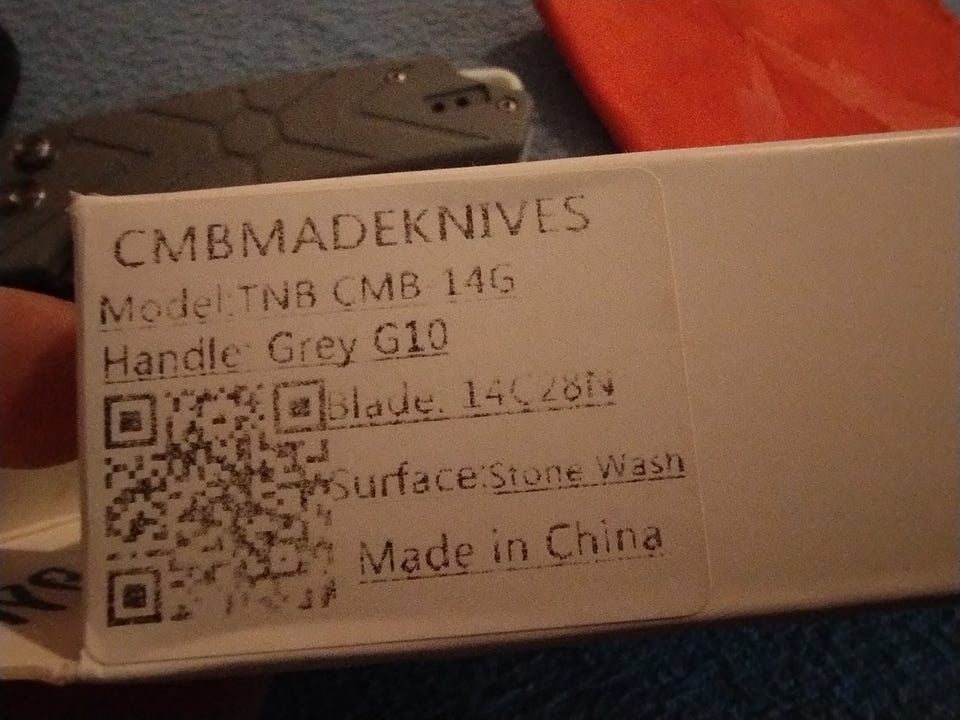 CMBMADEKNIVES
Model:TNB CMB-14G
Handle: Grey G10
Blade: 14C28N
Surface:Stone Wash
Made in China